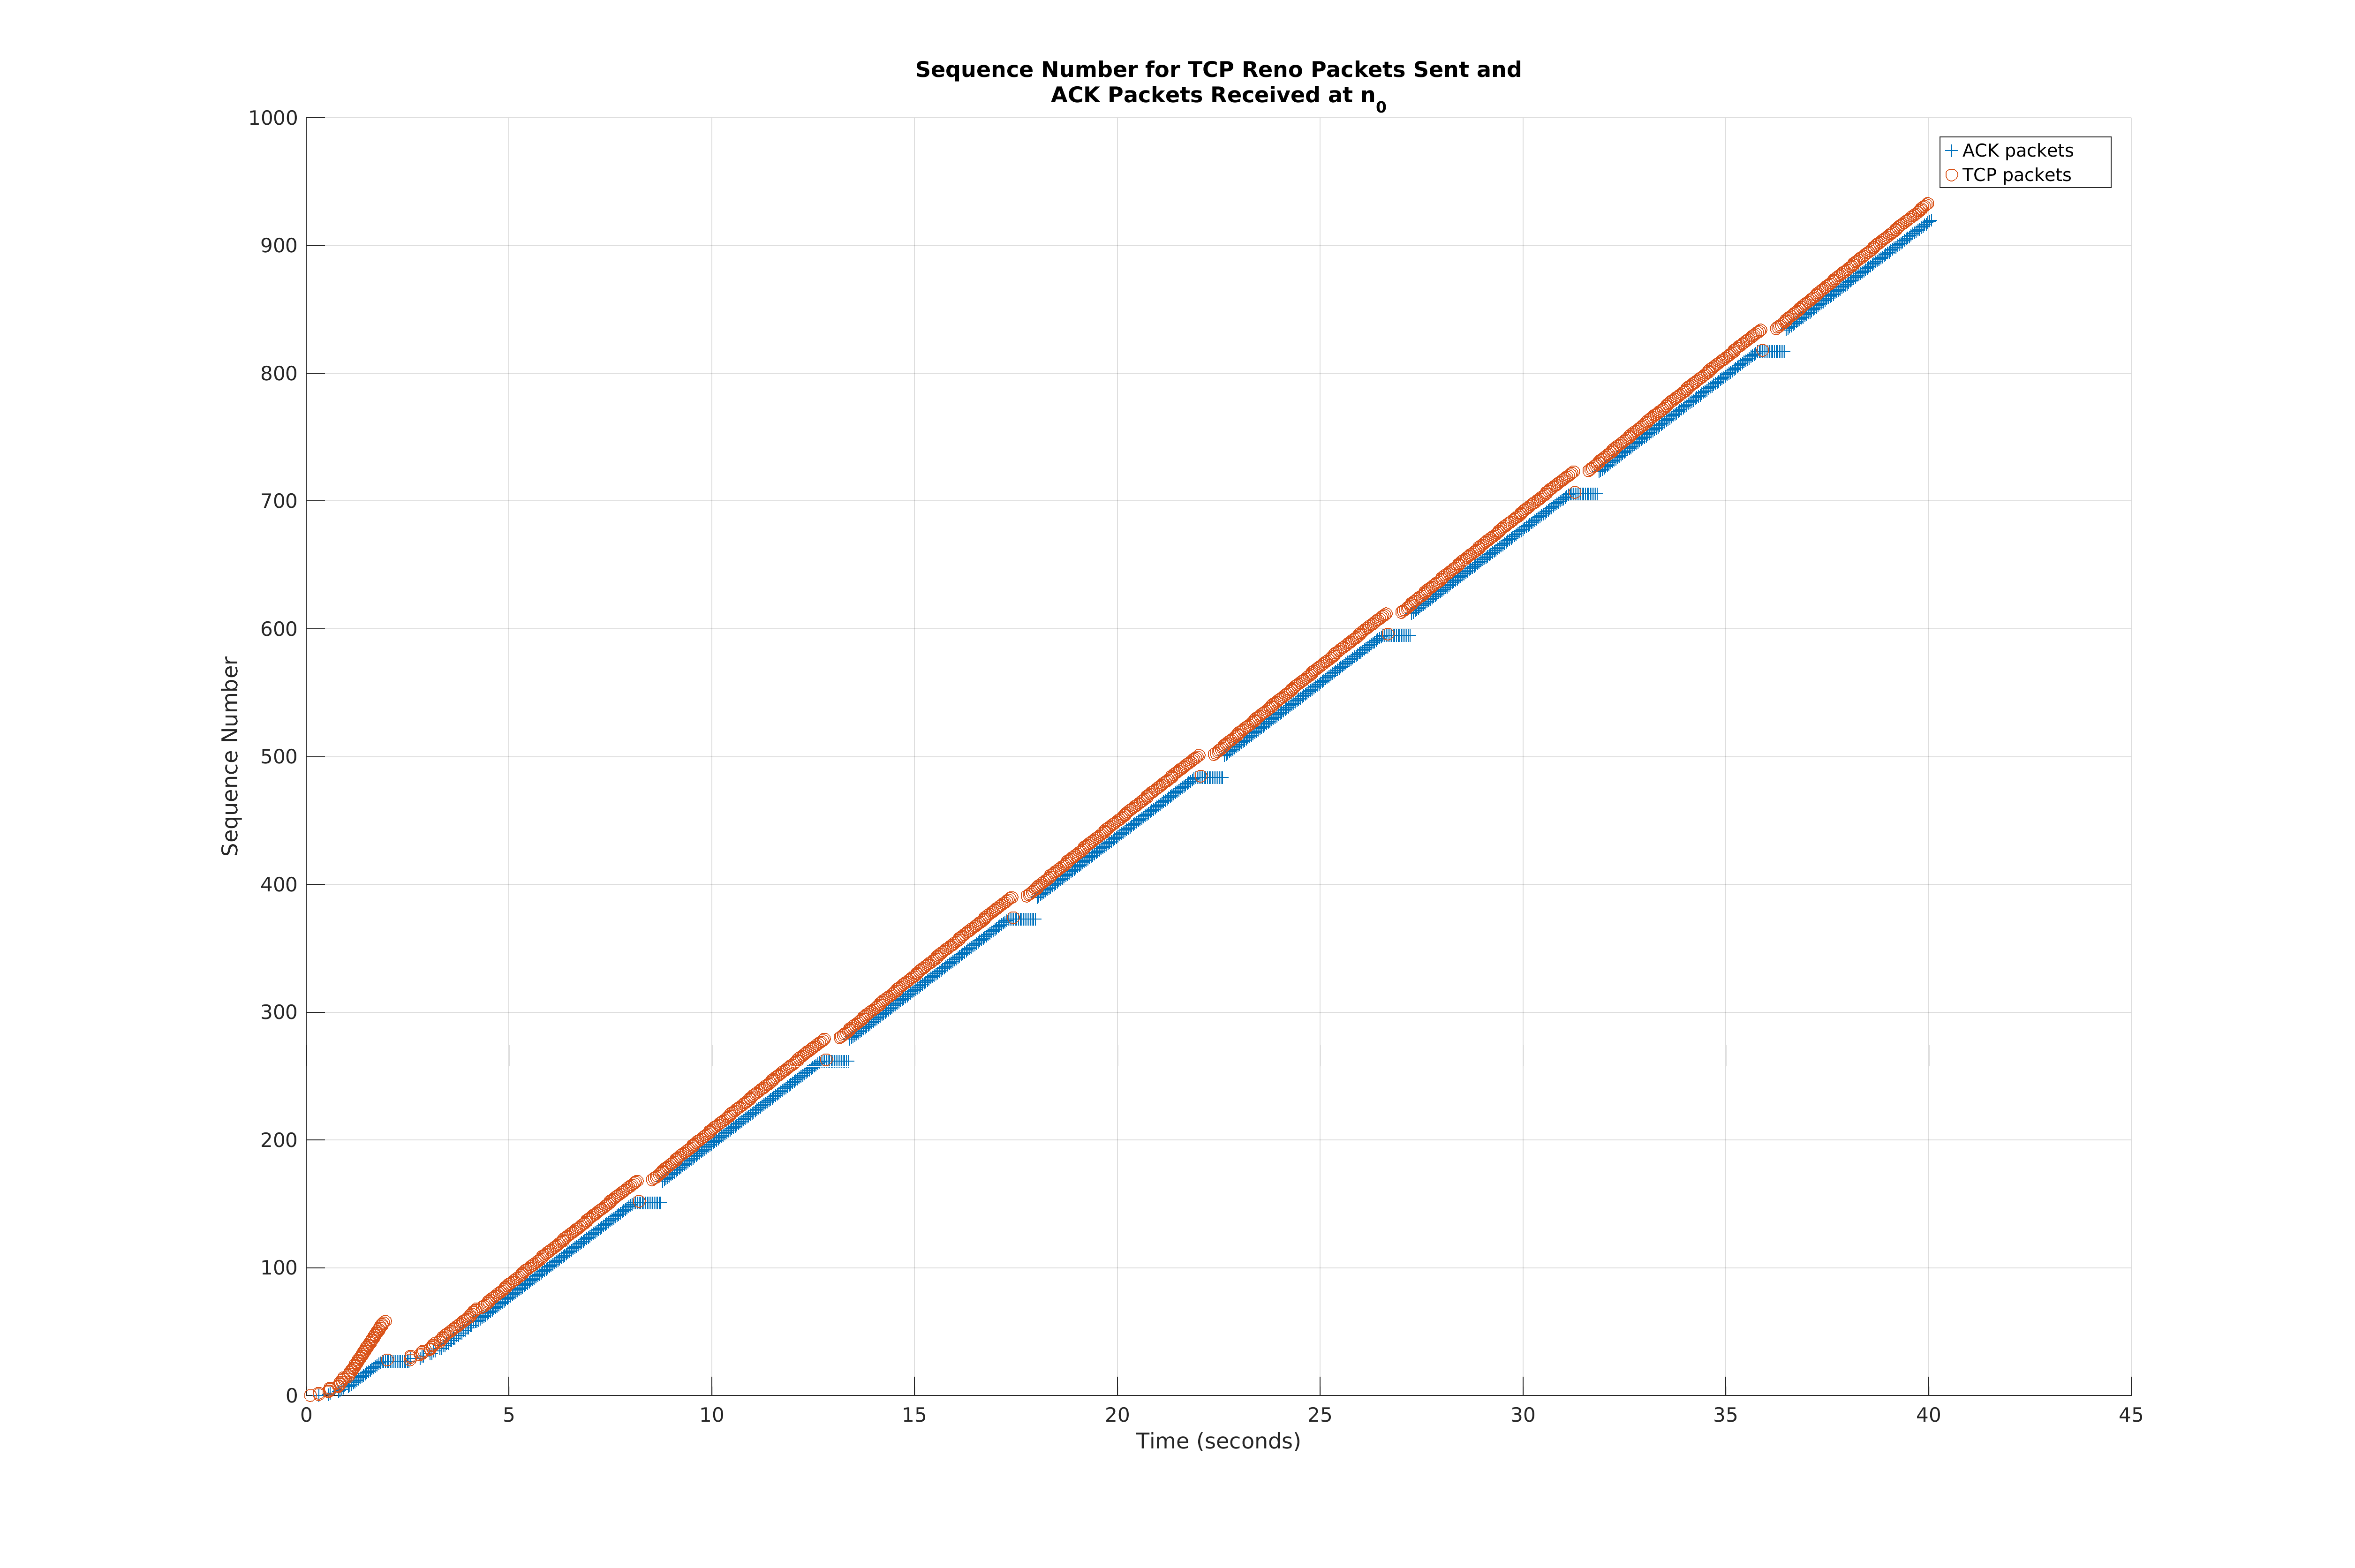 Sequence Number for TCP Reno Packets Sent and
ACK Packets Received at n0
1000
900
800
700
600
500
400
300
200
100
0
Sequence Number
ACK packets
TCP packets
0 5 10 15 20 25 30 35 40 45
Time (seconds)